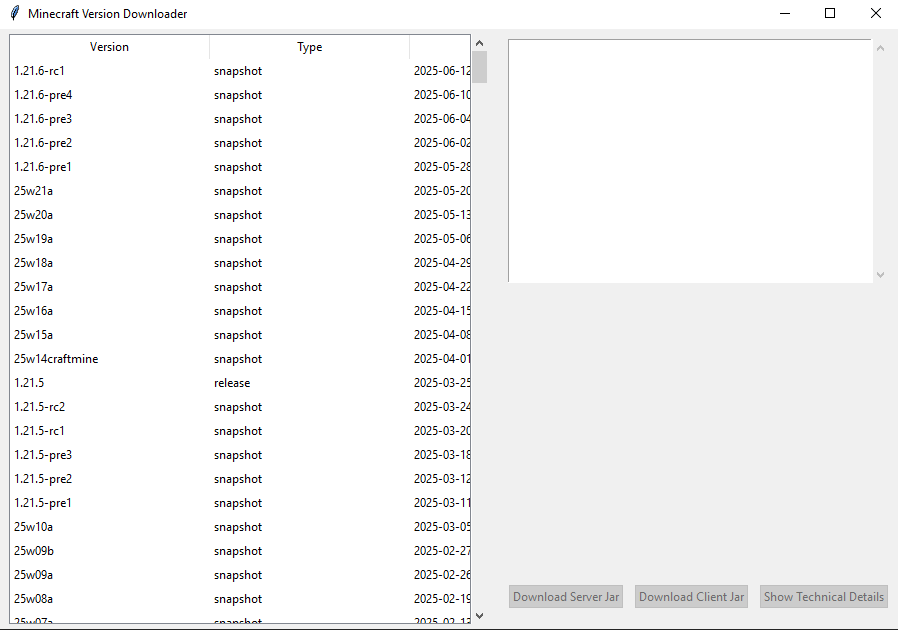 Minecraft Version Downloader
Version Type
1.21.6-rc1 snapshot 2025-06-12
1.21.6-pre4 snapshot 2025-06-10
1.21.6-pre3 snapshot 2025-06-04
1.21.6-pre2 snapshot 2025-06-02
1.21.6-pre1 snapshot 2025-05-28
25w21a snapshot 2025-05-20
25w20a snapshot 2025-05-13
25w19a snapshot 2025-05-06
25w18a snapshot 2025-04-29
25w17a snapshot 2025-04-22
25w16a snapshot 2025-04-15
25w15a snapshot 2025-04-08
25w14craftmine snapshot 2025-04-01
1.21.5 release 2025-03-25
1.21.5-rc2 snapshot 2025-03-24
1.21.5-rc1 snapshot 2025-03-20
1.21.5-pre3 snapshot 2025-03-18
1.21.5-pre2 snapshot 2025-03-12
1.21.5-pre1 snapshot 2025-03-11
25w10a snapshot 2025-03-05
25w09b snapshot 2025-02-27
25w09a snapshot 2025-02-26
25w08a snapshot 2025-02-19
25w07a snapshot 2025-02-12
Download Server Jar Download Client Jar Show Technical Details